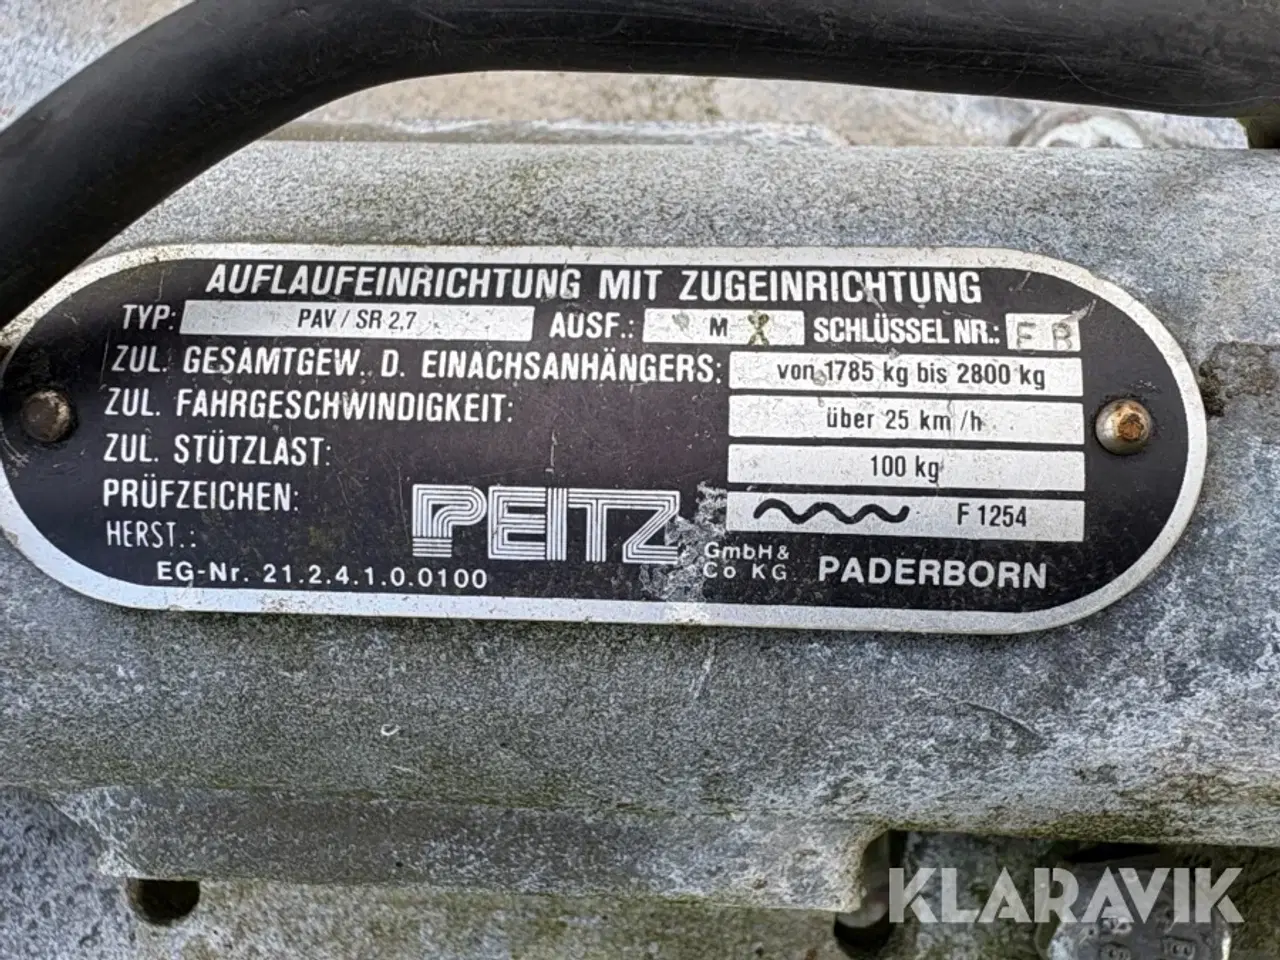 AUFLAUFEINRICHTUNG MIT ZUGEINRICHTUNG
TYP: PAV / SR 2,7 AUSF.: M SCHLÜSSEL NR.: F B
ZUL. GESAMTGEW. D. EINACHSANHÄNGERS: von 1785 kg bis 2800 kg
ZUL. FAHRGESCHWINDIGKEIT: über 25 km/h
ZUL. STÜTZLAST: 100 kg
PRÜFZEICHEN: F 1254
HERST.: PEITZ GmbH & Co KG PADERBORN
EG-Nr. 21.2.4.1.0.0100
KLARAVIK